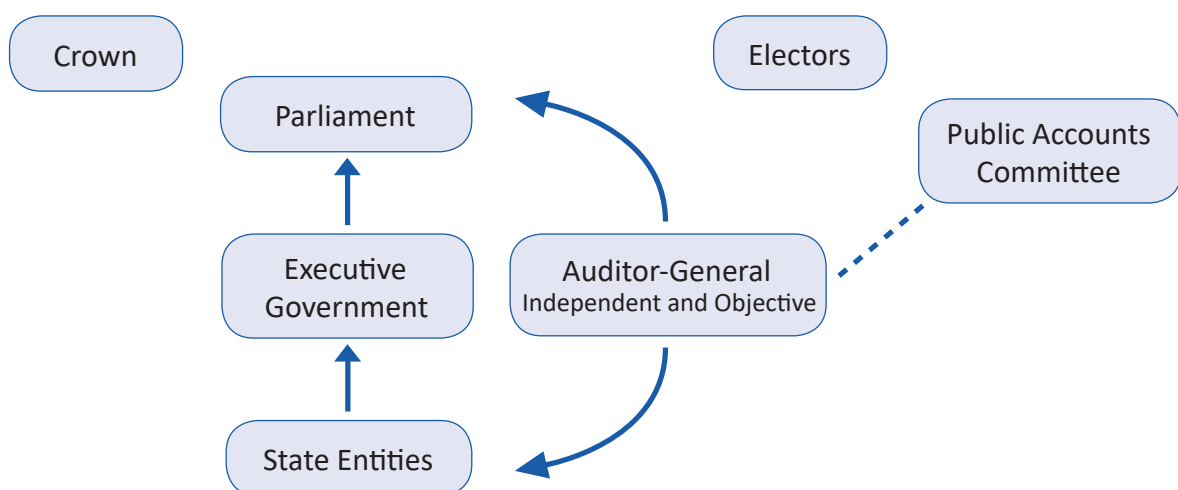 Crown
Electors
Parliament
Public Accounts
Committee
Executive
Government
Auditor-General
Independent and Objective
State Entities